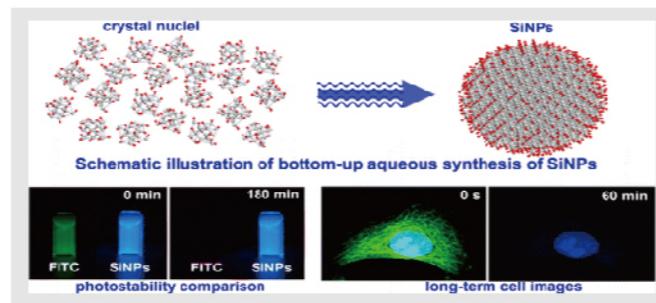 crystal nuclei
SiNPs
Schematic illustration of bottom-up aqueous synthesis of SiNPs
0 min
180 min
0 s
60 min
FITC
SiNPs
FITC
SiNPs
photostability comparison
long-term cell images